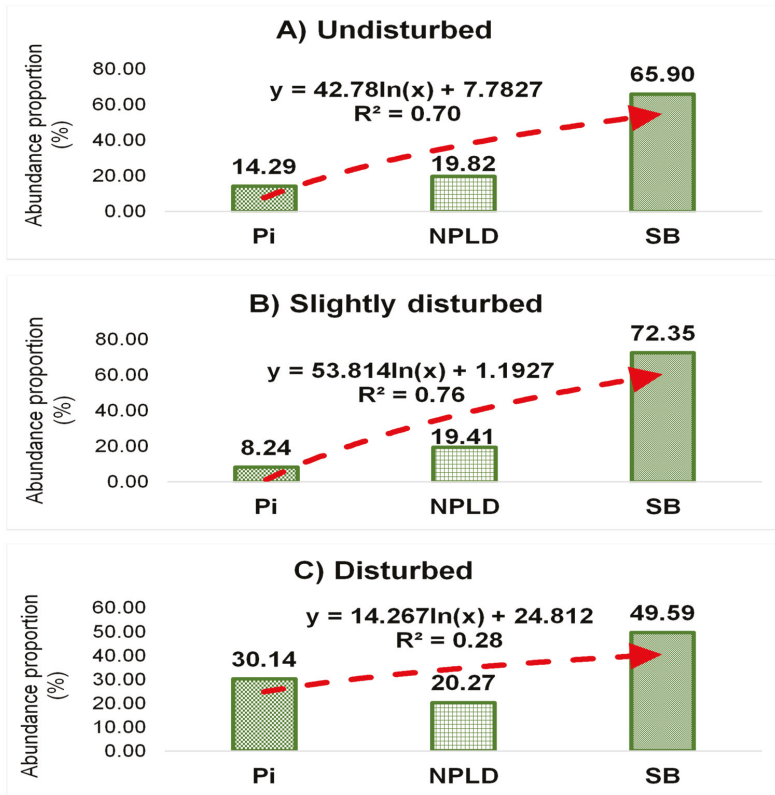 A) Undisturbed
Abundance proportion
(%)
80.00
60.00
40.00
20.00
0.00
y = 42.78ln(x) + 7.7827
R² = 0.70
14.29
19.82
65.90
Pi
NPLD
SB
B) Slightly disturbed
Abundance proportion
(%)
80.00
60.00
40.00
20.00
0.00
y = 53.814ln(x) + 1.1927
R² = 0.76
8.24
19.41
72.35
Pi
NPLD
SB
C) Disturbed
Abundance proportion
(%)
60.00
50.00
40.00
30.00
20.00
10.00
0.00
y = 14.267ln(x) + 24.812
R² = 0.28
30.14
20.27
49.59
Pi
NPLD
SB